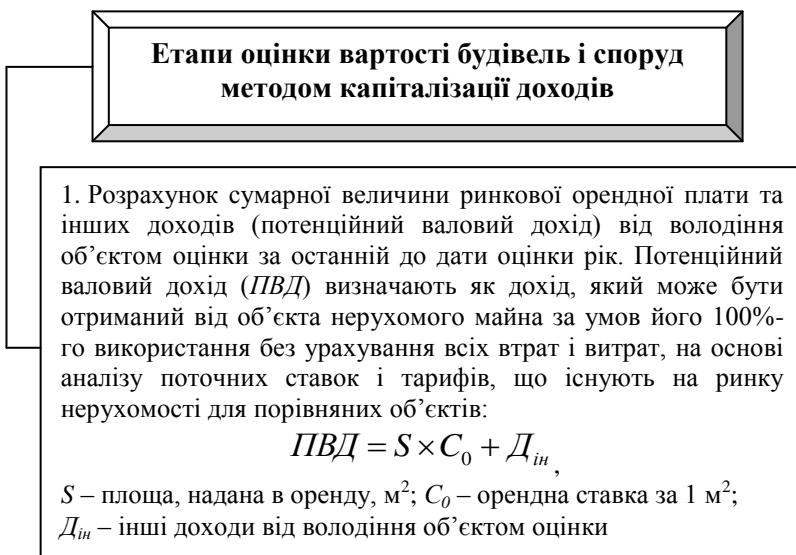 Етапи оцінки вартості будівель і споруд
методом капіталізації доходів
1. Розрахунок сумарної величини ринкової орендної плати та
інших доходів (потенційний валовий дохід) від володіння
об’єктом оцінки за останній до дати оцінки рік. Потенційний
валовий дохід (ПВД) визначають як дохід, який може бути
отриманий від об’єкта нерухомого майна за умов його 100%-
го використання без урахування всіх втрат і витрат, на основі
аналізу поточних ставок і тарифів, що існують на ринку
нерухомості для порівняних об’єктів:
ПВД = S × C₀ + Дін,
S – площа, надана в оренду, м²; C₀ – орендна ставка за 1 м²;
Дін – інші доходи від володіння об’єктом оцінки